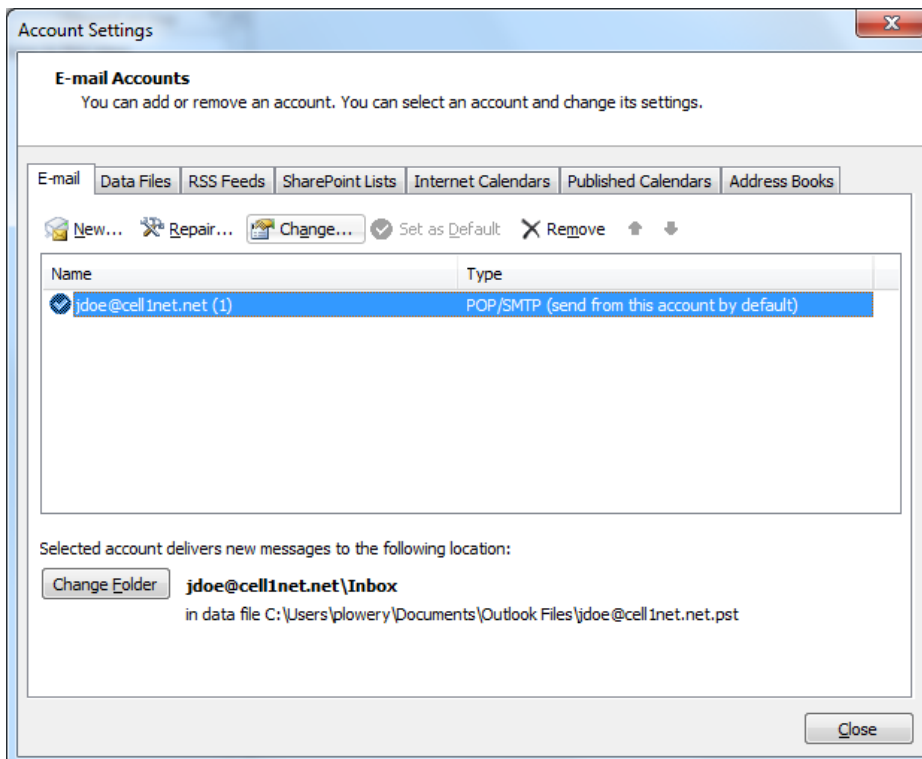 Account Settings
E-mail Accounts
You can add or remove an account. You can select an account and change its settings.
E-mail Data Files RSS Feeds SharePoint Lists Internet Calendars Published Calendars Address Books
New... Repair... Change... Set as Default Remove
Name Type
jdoe@cell1net.net (1) POP/SMTP (send from this account by default)
Selected account delivers new messages to the following location:
Change Folder jdoe@cell1net.net\Inbox
in data file C:\Users\plowery\Documents\Outlook Files\jdoe@cell1net.net.pst
Close